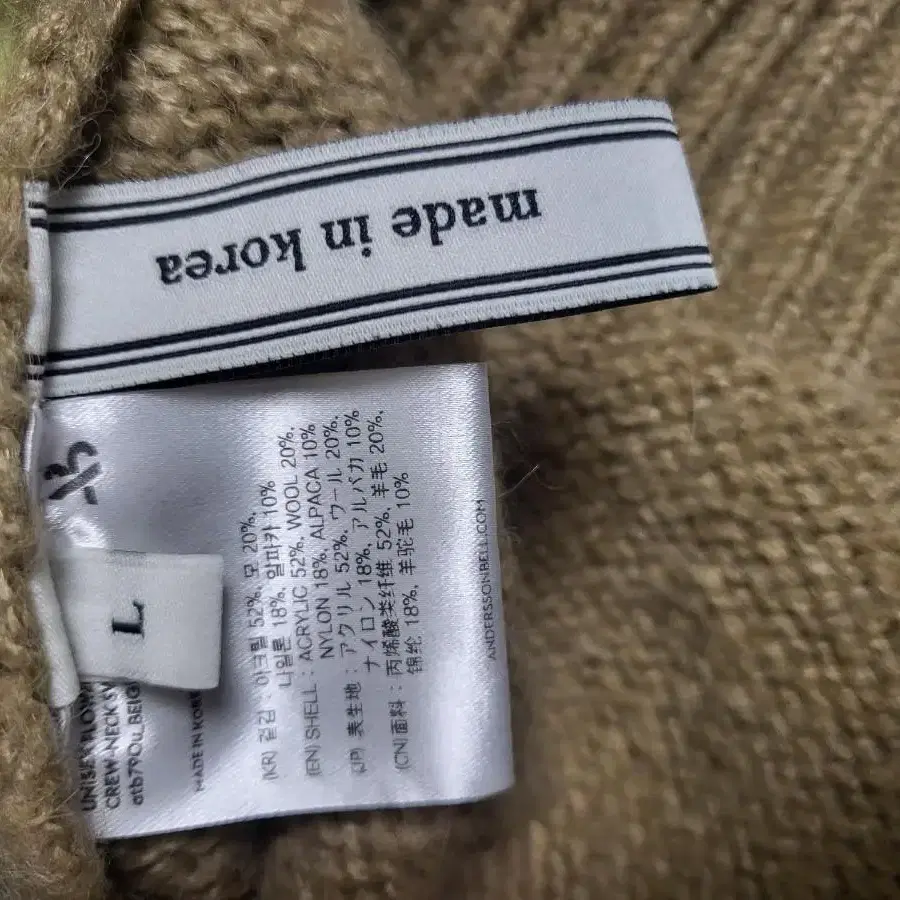 made in korea
L
UNISEX
CREW-NECK
atb790u_BEIG
MADE IN KOR
(KR) 겉감 : 아크릴 52%, 모 20%,
나일론 18%, 알파카 10%
(EN) SHELL : ACRYLIC 52%, WOOL 20%,
NYLON 18%, ALPACA 10%
(JP) 表生地 : アクリル 52%, ウール 20%,
ナイロン 18%, アルパカ 10%
(CN) 面料 : 丙烯酸类纤维 52%, 羊毛 20%,
锦纶 18%, 羊驼毛 10%
ANDERSSONBELL.COM